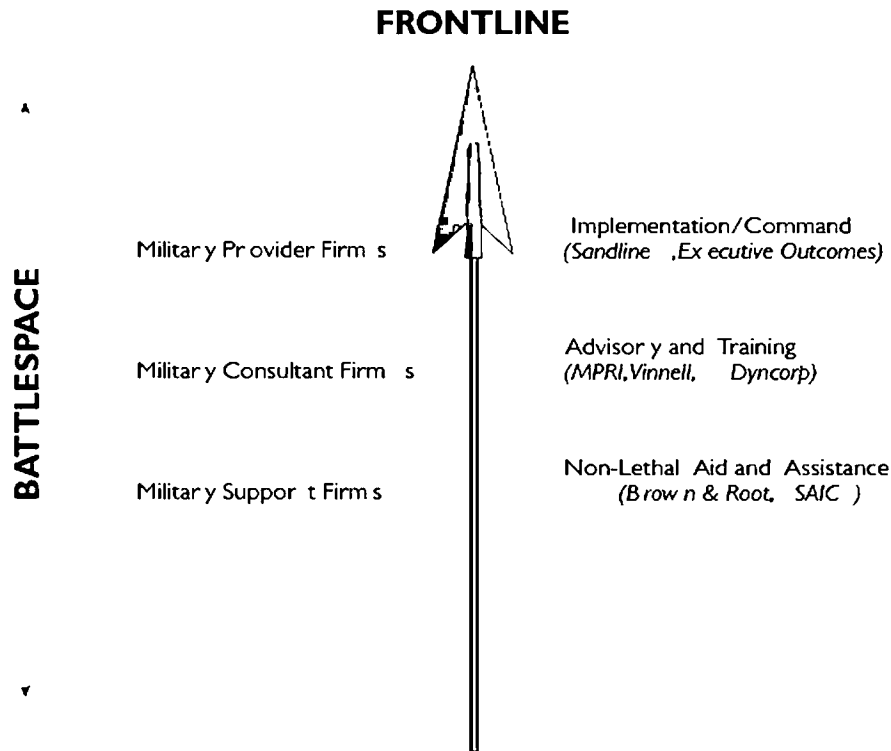 FRONTLINE
BATTLESPACE
Military Provider Firms
Implementation/Command
(Sandline, Executive Outcomes)
Military Consultant Firms
Advisory and Training
(MPRI, Vinnell, Dyncorp)
Military Support Firms
Non-Lethal Aid and Assistance
(Brown & Root, SAIC)